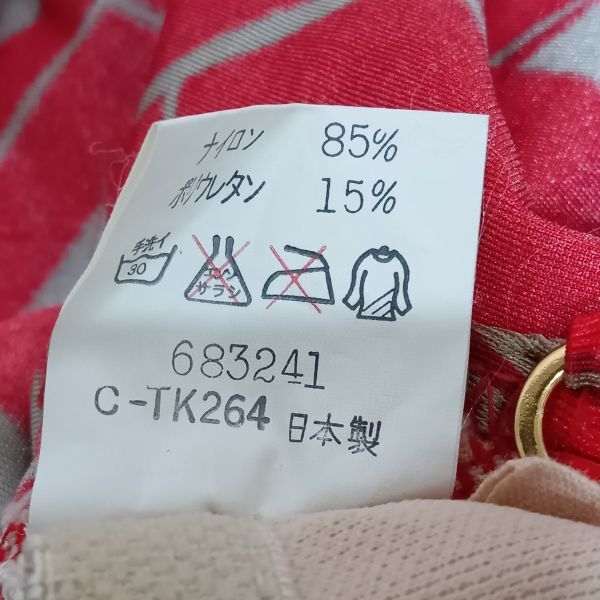 ナイロン 85%
ポリウレタン 15%
手洗イ
30
エンソ
サラシ
683241
C-TK264 日本製